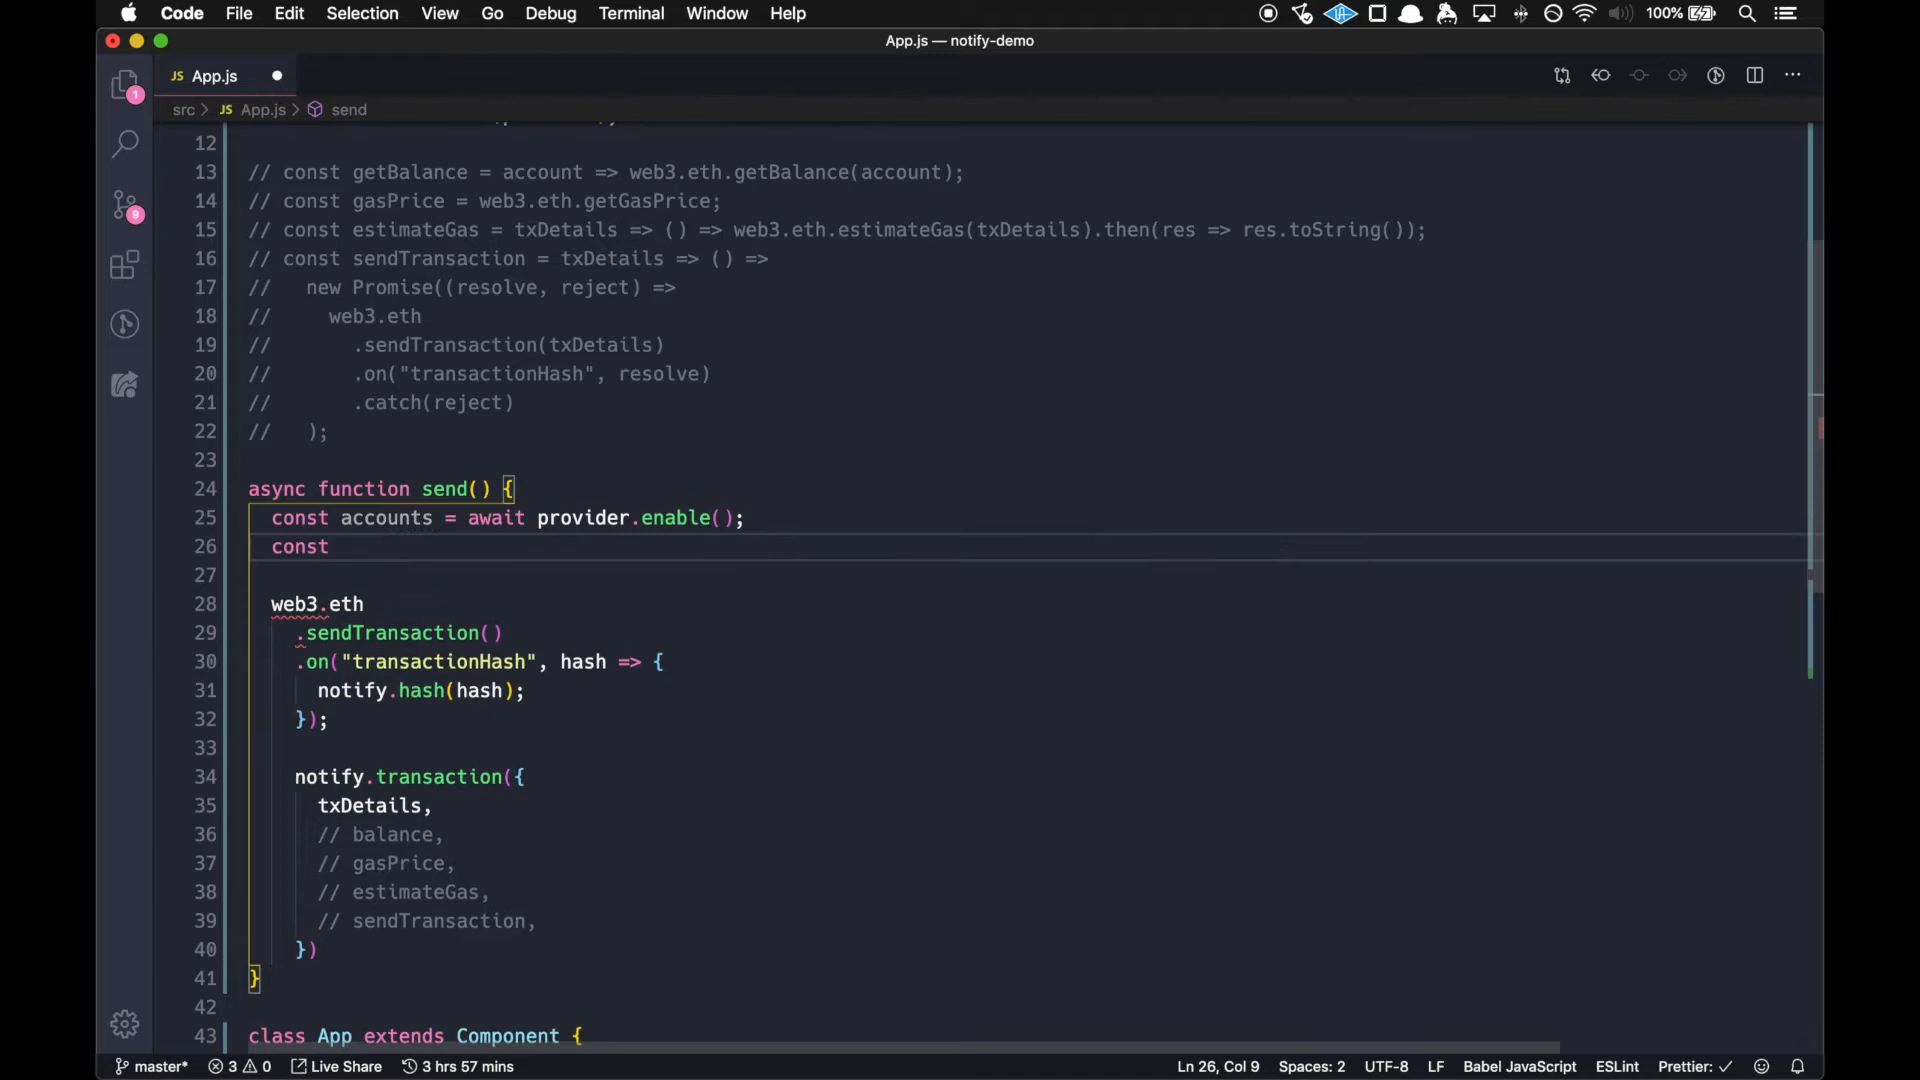 Code File Edit Selection View Go Debug Terminal Window Help 100%
App.js — notify-demo
JS App.js
1
src > JS App.js > send
12
13 // const getBalance = account => web3.eth.getBalance(account);
14 // const gasPrice = web3.eth.getGasPrice;
15 // const estimateGas = txDetails => () => web3.eth.estimateGas(txDetails).then(res => res.toString());
9
16 // const sendTransaction = txDetails => () =>
17 // new Promise((resolve, reject) =>
18 // web3.eth
19 // .sendTransaction(txDetails)
20 // .on("transactionHash", resolve)
21 // .catch(reject)
22 // );
23
24 async function send() {
25 const accounts = await provider.enable();
26 const
27
28 web3.eth
29 .sendTransaction()
30 .on("transactionHash", hash => {
31 notify.hash(hash);
32 });
33
34 notify.transaction({
35 txDetails,
36 // balance,
37 // gasPrice,
38 // estimateGas,
39 // sendTransaction,
40 })
41 }
42
43 class App extends Component {
master* 3 0 Live Share 3 hrs 57 mins Ln 26, Col 9 Spaces: 2 UTF-8 LF Babel JavaScript ESLint Prettier: ✓